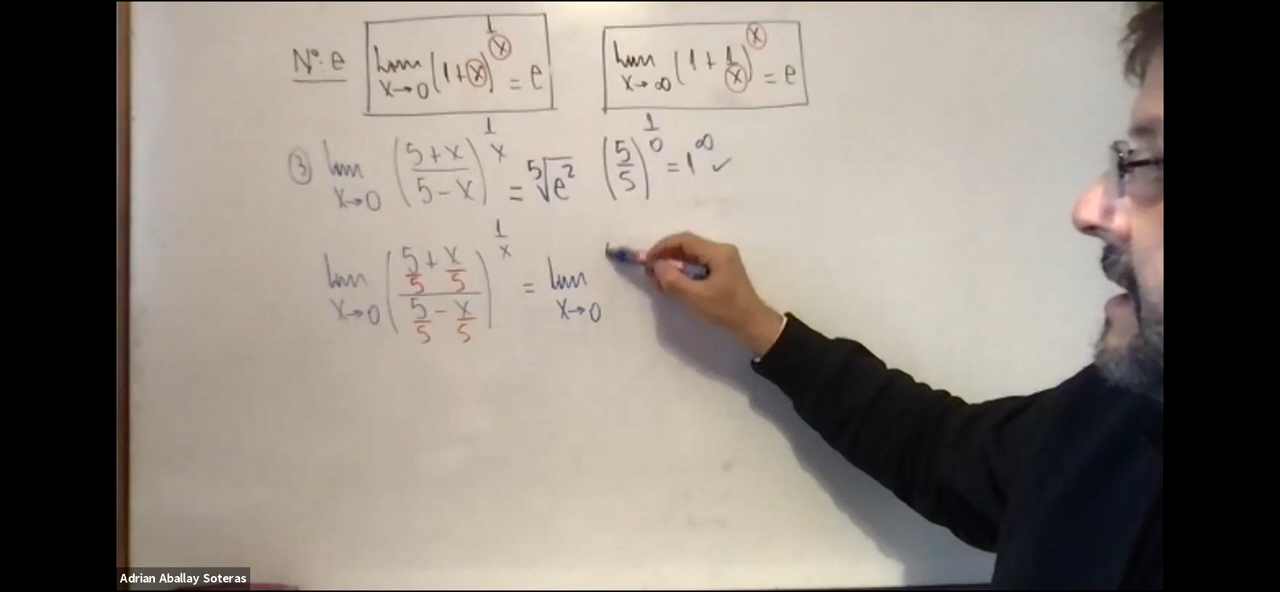 Nº e  lim x→0 (1+x)^(1/x) = e  lim x→∞ (1 + 1/x)^x = e
③ lim x→0 ((5+x)/(5-x))^(1/x) = ⁵√e²  (5/5)^(1/0) = 1^∞ ✓
lim x→0 ((5/5 + x/5)/(5/5 - x/5))^(1/x) = lim x→0
Adrian Aballay Soteras